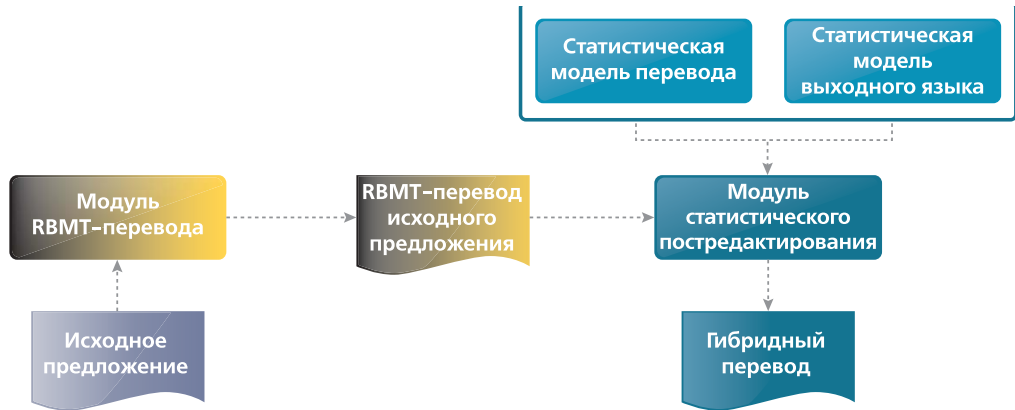 Статистическая
модель перевода
Статистическая
модель
выходного языка
Модуль
RBMT-перевода
RBMT-перевод
исходного
предложения
Модуль
статистического
постредактирования
Исходное
предложение
Гибридный
перевод